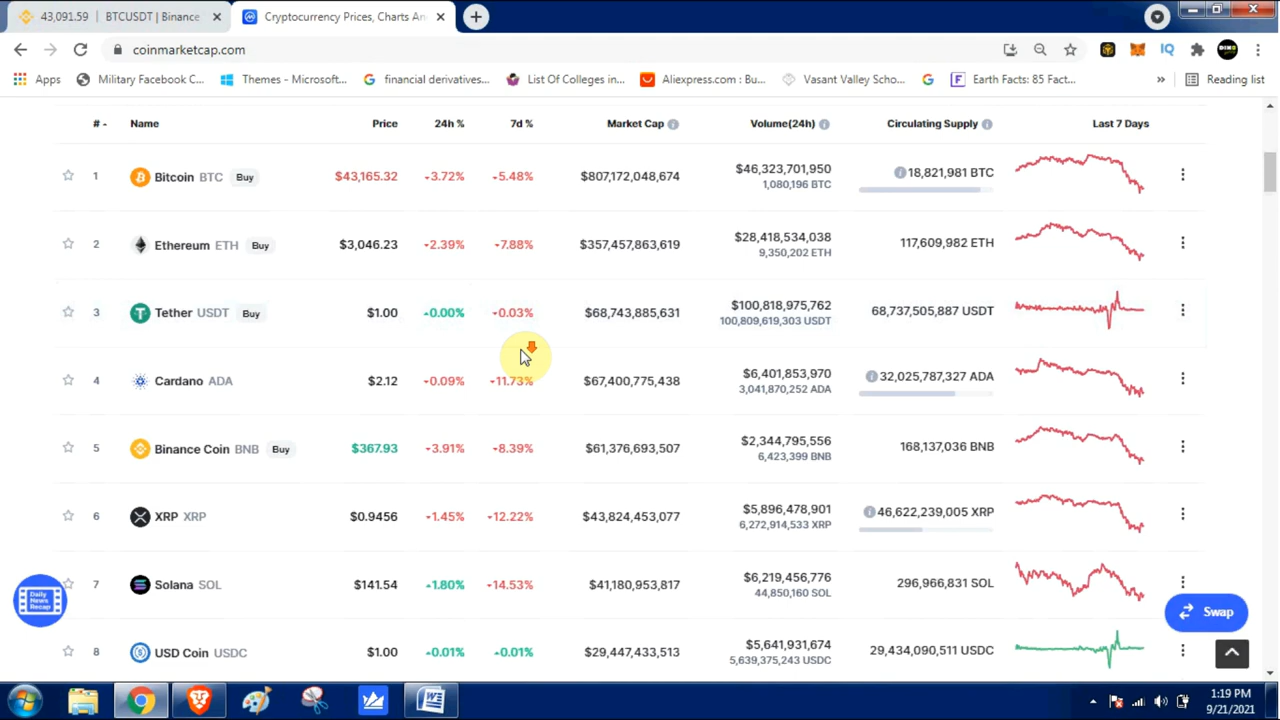 43,091.59 | BTCUSDT | Binance
Cryptocurrency Prices, Charts An
coinmarketcap.com
Apps Military Facebook C... Themes - Microsoft... financial derivatives... List Of Colleges in... Aliexpress.com : Bu... Vasant Valley Scho... Earth Facts: 85 Fact... » Reading list
# Name Price 24h % 7d % Market Cap Volume(24h) Circulating Supply Last 7 Days
1 Bitcoin BTC Buy $43,165.32 3.72% 5.48% $807,172,048,674 $46,323,701,950 18,821,981 BTC
1,080,196 BTC
2 Ethereum ETH Buy $3,046.23 2.39% 7.88% $357,457,863,619 $28,418,534,038 117,609,982 ETH
9,350,202 ETH
3 Tether USDT Buy $1.00 0.00% 0.03% $68,743,885,631 $100,818,975,762 68,737,505,887 USDT
100,809,619,303 USDT
4 Cardano ADA $2.12 0.09% 11.73% $67,400,775,438 $6,401,853,970 32,025,787,327 ADA
3,041,870,252 ADA
5 Binance Coin BNB Buy $367.93 3.91% 8.39% $61,376,693,507 $2,344,795,556 168,137,036 BNB
6,423,399 BNB
6 XRP XRP $0.9456 1.45% 12.22% $43,824,453,077 $5,896,478,901 46,622,239,005 XRP
6,272,914,533 XRP
7 Solana SOL $141.54 1.80% 14.53% $41,180,953,817 $6,219,456,776 296,966,831 SOL
44,850,160 SOL
Daily
News
Recap
Swap
8 USD Coin USDC $1.00 0.01% 0.01% $29,447,433,513 $5,641,931,674 29,434,090,511 USDC
5,639,375,243 USDC
1:19 PM
9/21/2021